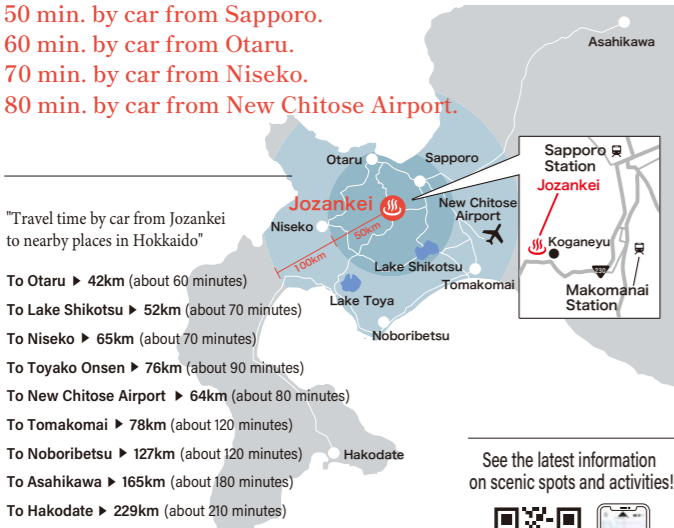 50 min. by car from Sapporo.
60 min. by car from Otaru.
70 min. by car from Niseko.
80 min. by car from New Chitose Airport.
"Travel time by car from Jozankei
to nearby places in Hokkaido"
To Otaru ▶ 42km (about 60 minutes)
To Lake Shikotsu ▶ 52km (about 70 minutes)
To Niseko ▶ 65km (about 70 minutes)
To Toyako Onsen ▶ 76km (about 90 minutes)
To New Chitose Airport ▶ 64km (about 80 minutes)
To Tomakomai ▶ 78km (about 120 minutes)
To Noboribetsu ▶ 127km (about 120 minutes)
To Asahikawa ▶ 165km (about 180 minutes)
To Hakodate ▶ 229km (about 210 minutes)
Asahikawa
Otaru
Sapporo
Jozankei
New Chitose
Airport
Niseko
50km
100km
Lake Shikotsu
Tomakomai
Lake Toya
Noboribetsu
Hakodate
Sapporo
Station
Jozankei
Koganeyu
230
Makomanai
Station
See the latest information
on scenic spots and activities!